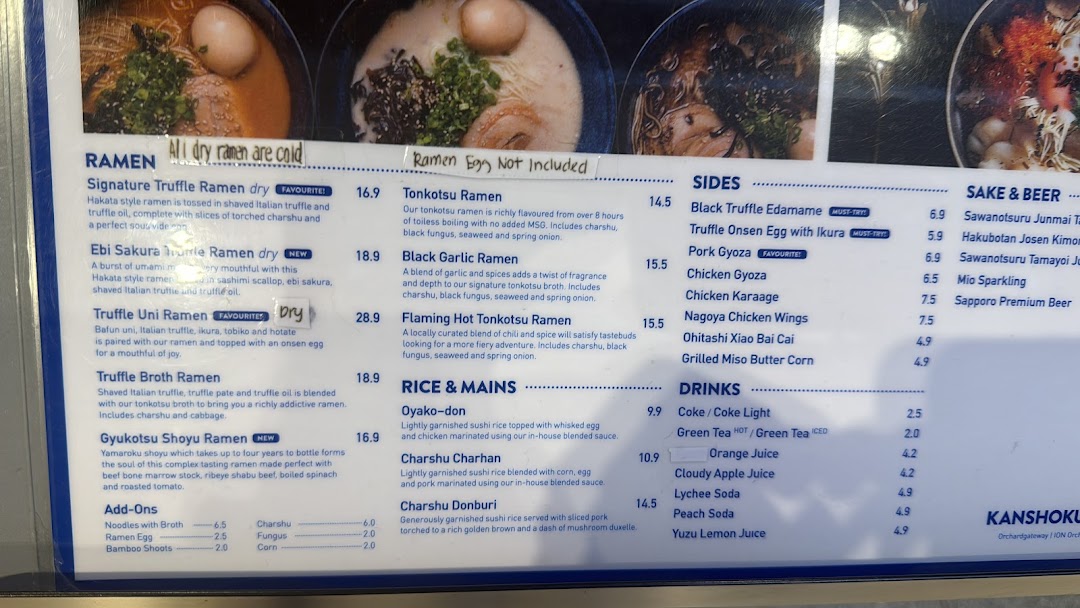 All dry ramen are cold
Ramen Egg Not Included
RAMEN
Signature Truffle Ramen dry FAVOURITE! 16.9
Hakata style ramen is tossed in shaved Italian truffle and
truffle oil, complete with slices of torched charshu and
a perfect sous vide egg.
Ebi Sakura Truffle Ramen dry NEW 18.9
A burst of umami mouthful with this
Hakata style ramen sashimi scallop, ebi sakura,
shaved Italian truffle and truffle oil.
Truffle Uni Ramen FAVOURITE! Dry 28.9
Bafun uni, Italian truffle, ikura, tobiko and hotate
is paired with our ramen and topped with an onsen egg
for a mouthful of joy.
Truffle Broth Ramen 18.9
Shaved Italian truffle, truffle pate and truffle oil is blended
with our tonkotsu broth to bring you a richly addictive ramen.
Includes charshu and cabbage.
Gyukotsu Shoyu Ramen NEW 16.9
Yamaroku shoyu which takes up to four years to bottle forms
the soul of this complex tasting ramen made perfect with
beef bone marrow stock, ribeye shabu beef, boiled spinach
and roasted tomato.
Add-Ons
Noodles with Broth 6.5
Ramen Egg 2.5
Bamboo Shoots 2.0
Charshu 6.0
Fungus 2.0
Corn 2.0
Tonkotsu Ramen 14.5
Our tonkotsu ramen is richly flavoured from over 8 hours
of toiless boiling with no added MSG. Includes charshu,
black fungus, seaweed and spring onion.
Black Garlic Ramen 15.5
A blend of garlic and spices adds a twist of fragrance
and depth to our signature tonkotsu broth. Includes
charshu, black fungus, seaweed and spring onion.
Flaming Hot Tonkotsu Ramen 15.5
A locally curated blend of chili and spice will satisfy tastebuds
looking for a more fiery adventure. Includes charshu, black
fungus, seaweed and spring onion.
RICE & MAINS
Oyako-don 9.9
Lightly garnished sushi rice topped with whisked egg
and chicken marinated using our in-house blended sauce.
Charshu Charhan 10.9
Lightly garnished sushi rice blended with corn, egg
and pork marinated using our in-house blended sauce.
Charshu Donburi 14.5
Generously garnished sushi rice served with sliced pork
torched to a rich golden brown and a dash of mushroom duxelle.
SIDES
Black Truffle Edamame MUST-TRY! 6.9
Truffle Onsen Egg with Ikura MUST-TRY! 5.9
Pork Gyoza FAVOURITE! 6.9
Chicken Gyoza 6.5
Chicken Karaage 7.5
Nagoya Chicken Wings 7.5
Ohitashi Xiao Bai Cai 4.9
Grilled Miso Butter Corn 4.9
DRINKS
Coke / Coke Light 2.5
Green Tea HOT / Green Tea ICED 2.0
Orange Juice 4.2
Cloudy Apple Juice 4.2
Lychee Soda 4.9
Peach Soda 4.9
Yuzu Lemon Juice 4.9
SAKE & BEER
Sawanotsuru Junmai Ta
Hakubotan Josen Kimo
Sawanotsuru Tamayoi Ju
Mio Sparkling
Sapporo Premium Beer
KANSHOKU
Orchardgateway / ION Orc